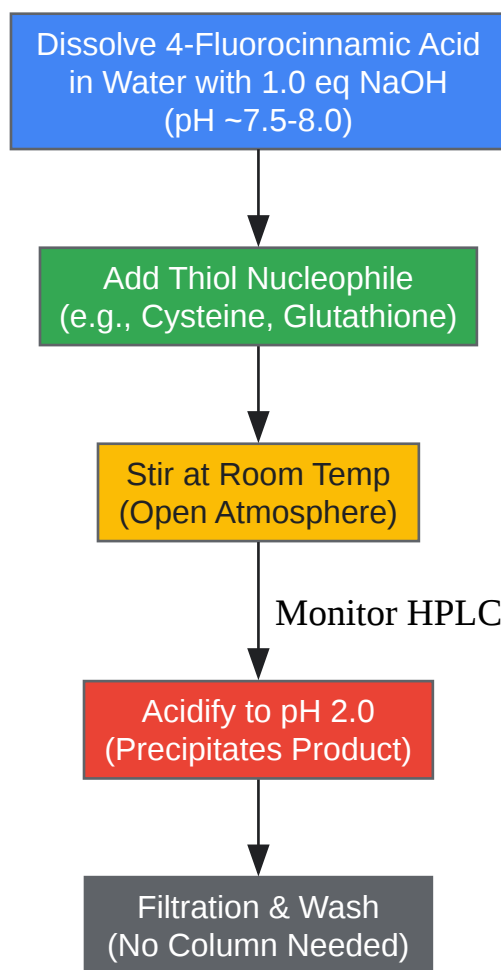 Dissolve 4-Fluorocinnamic Acid
in Water with 1.0 eq NaOH
(pH ~7.5-8.0)
Add Thiol Nucleophile
(e.g., Cysteine, Glutathione)
Stir at Room Temp
(Open Atmosphere)
Monitor HPLC
Acidify to pH 2.0
(Precipitates Product)
Filtration & Wash
(No Column Needed)